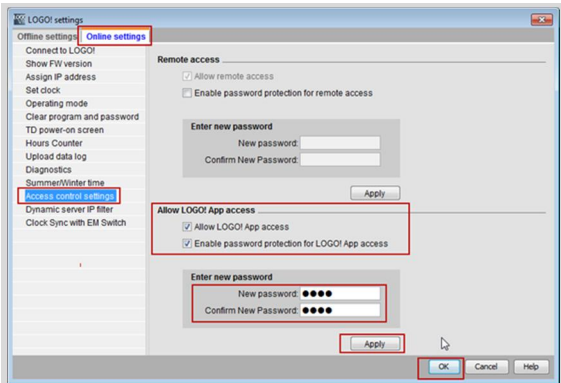 LOGO! settings
Offline settings Online settings
Connect to LOGO!
Show FW version
Assign IP address
Set clock
Operating mode
Clear program and password
TD power-on screen
Hours Counter
Upload data log
Diagnostics
Summer/Winter time
Access control settings
Dynamic server IP filter
Clock Sync with EM Switch
Remote access
Allow remote access
Enable password protection for remote access
Enter new password
New password:
Confirm New Password:
Apply
Allow LOGO! App access
Allow LOGO! App access
Enable password protection for LOGO! App access
Enter new password
New password: ●●●●
Confirm New Password: ●●●●
Apply
OK Cancel Help